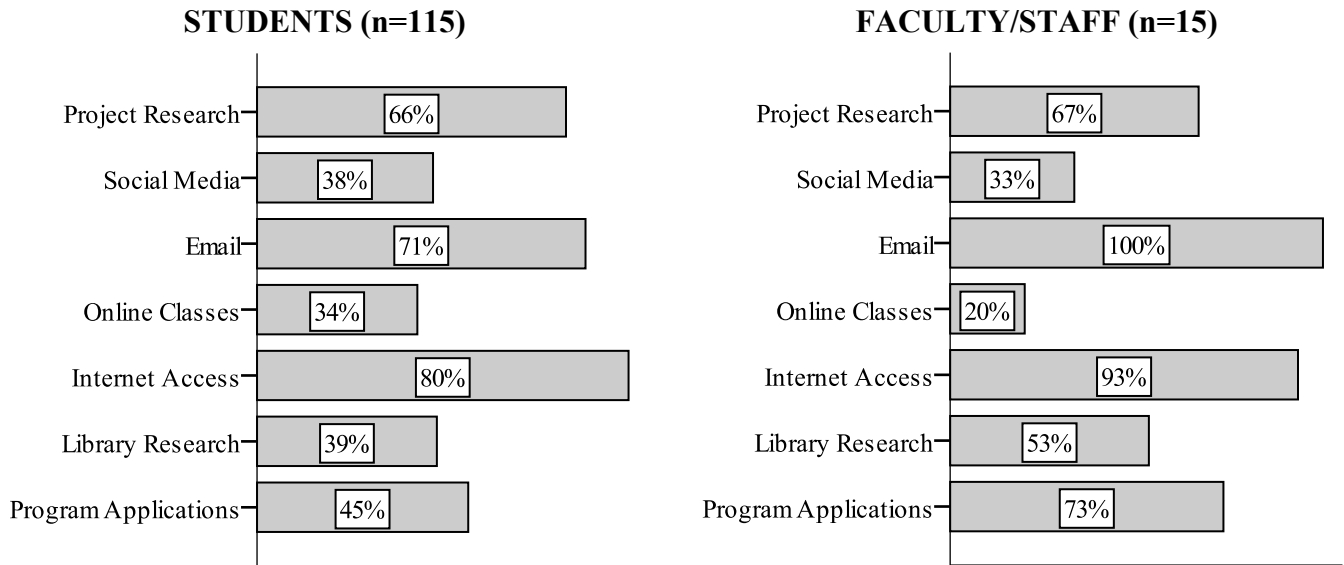 STUDENTS (n=115)
Project Research 66%
Social Media 38%
Email 71%
Online Classes 34%
Internet Access 80%
Library Research 39%
Program Applications 45%
FACULTY/STAFF (n=15)
Project Research 67%
Social Media 33%
Email 100%
Online Classes 20%
Internet Access 93%
Library Research 53%
Program Applications 73%